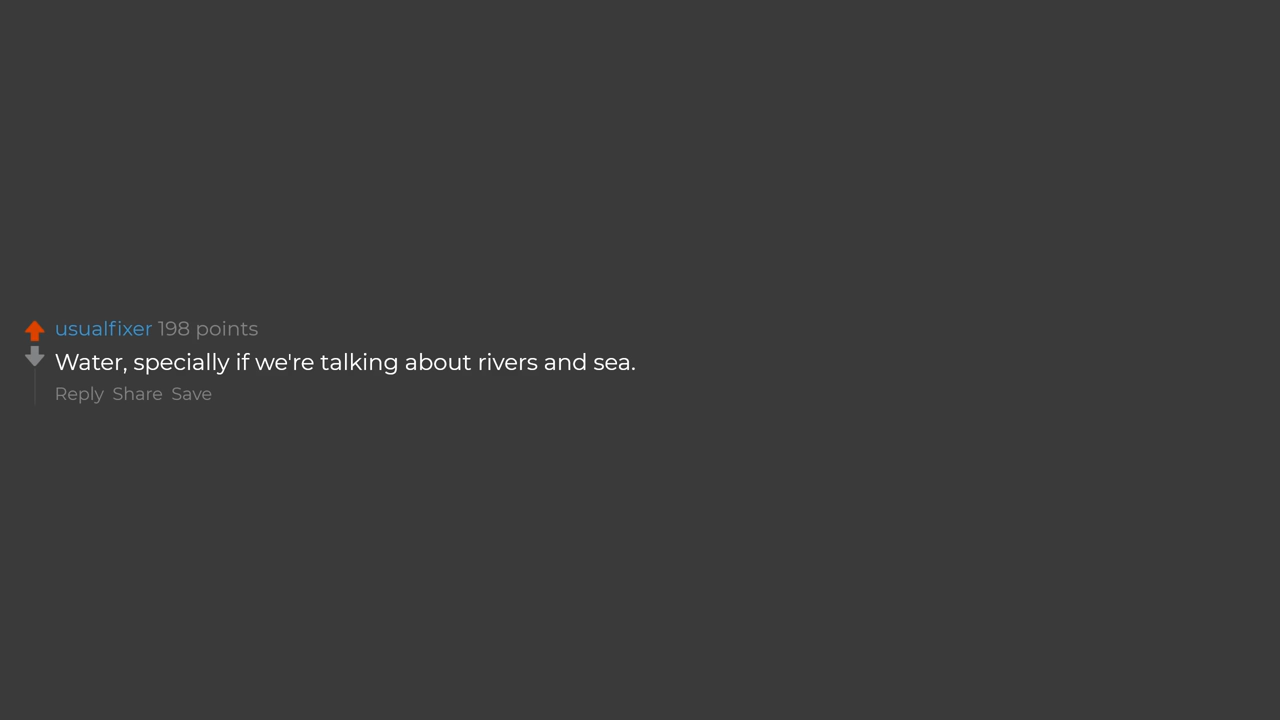 usualfixer 198 points
Water, specially if we're talking about rivers and sea.
Reply Share Save